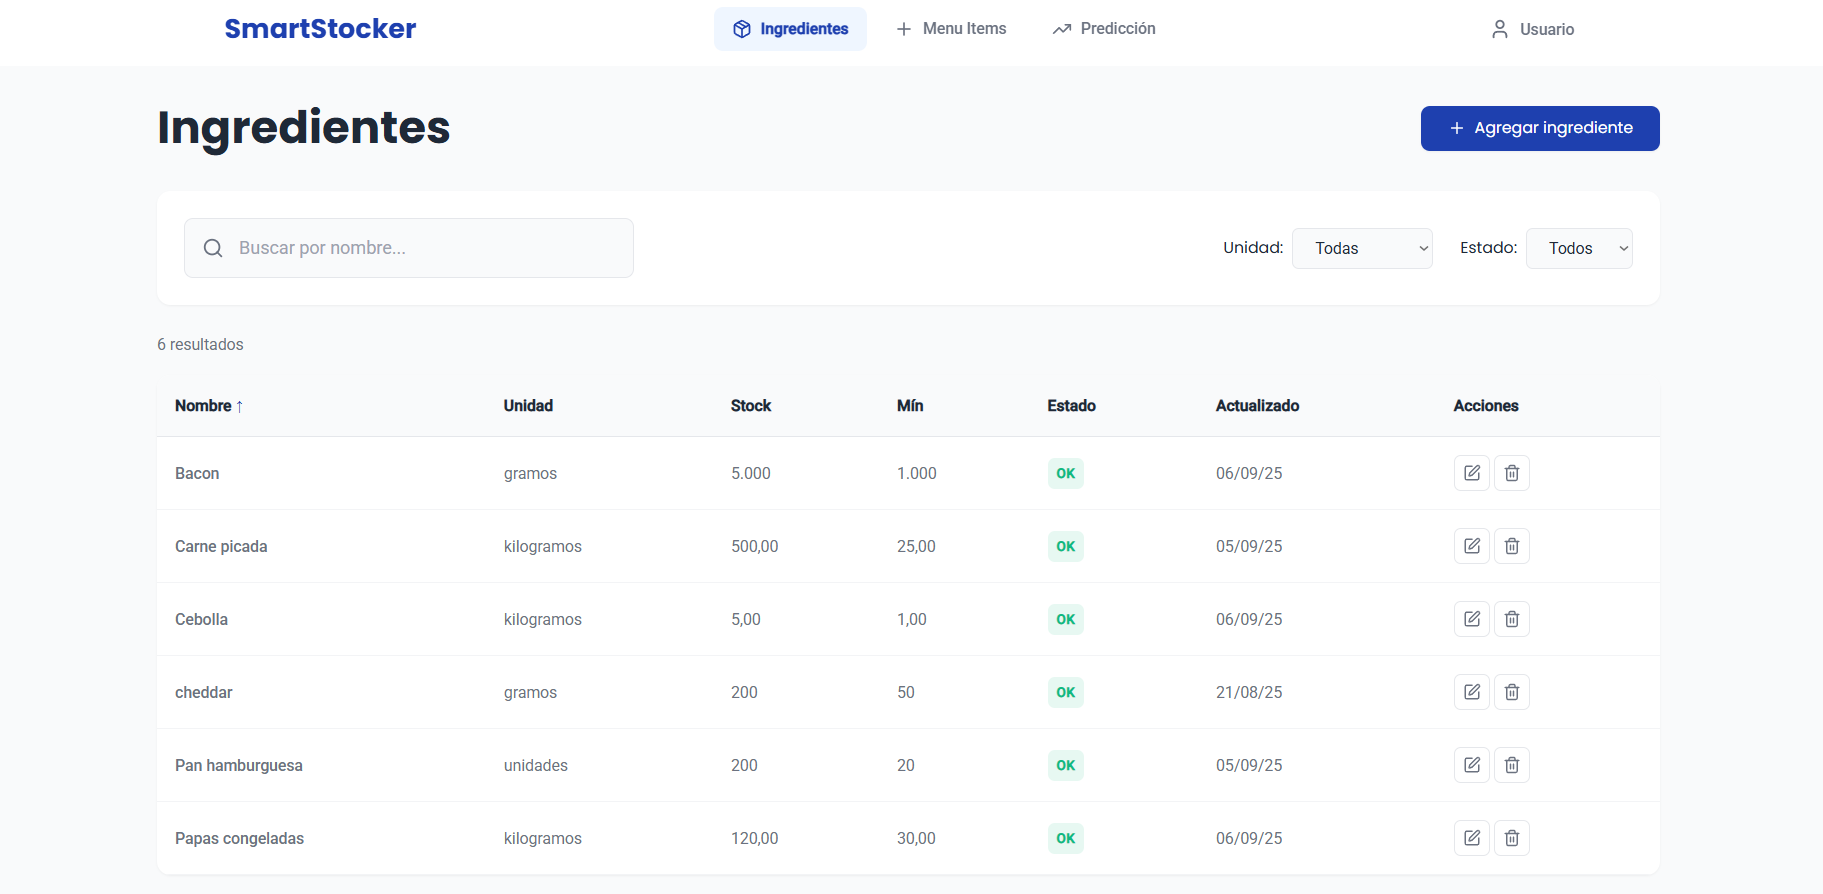 SmartStocker Ingredientes Menu Items Predicción Usuario
Ingredientes + Agregar ingrediente
Buscar por nombre... Unidad: Todas Estado: Todos
6 resultados
Nombre ↑ Unidad Stock Mín Estado Actualizado Acciones
Bacon gramos 5.000 1.000 OK 06/09/25
Carne picada kilogramos 500,00 25,00 OK 05/09/25
Cebolla kilogramos 5,00 1,00 OK 06/09/25
cheddar gramos 200 50 OK 21/08/25
Pan hamburguesa unidades 200 20 OK 05/09/25
Papas congeladas kilogramos 120,00 30,00 OK 06/09/25